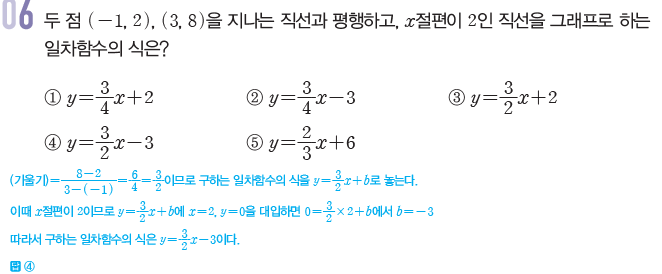 06 두 점 (−1, 2), (3, 8)을 지나는 직선과 평행하고, x절편이 2인 직선을 그래프로 하는
일차함수의 식은?
① y=3/4x+2 ② y=3/4x−3 ③ y=3/2x+2
④ y=3/2x−3 ⑤ y=2/3x+6
(기울기)=8−2/3−(−1)=6/4=3/2이므로 구하는 일차함수의 식을 y=3/2x+b로 놓는다.
이때 x절편이 2이므로 y=3/2x+b에 x=2, y=0을 대입하면 0=3/2×2+b에서 b=−3
따라서 구하는 일차함수의 식은 y=3/2x−3이다.
답 ④